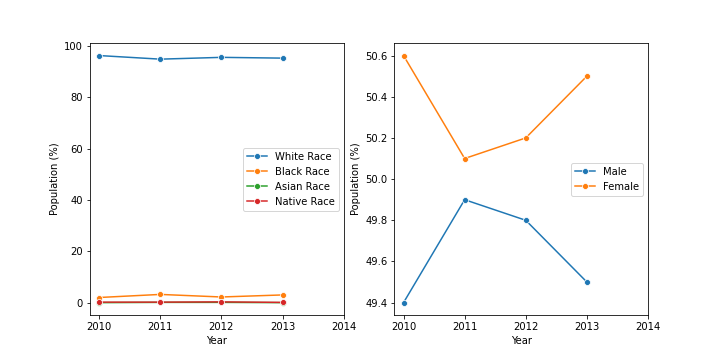 100
80
60
40
20
0
Population (%)
2010 2011 2012 2013 2014
Year
White Race
Black Race
Asian Race
Native Race
50.6
50.4
50.2
50.0
49.8
49.6
49.4
Population (%)
2010 2011 2012 2013 2014
Year
Male
Female